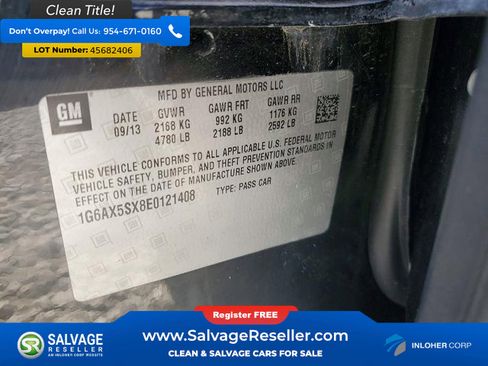 Clean Title!
Don't Overpay! Call Us: 954-671-0160
LOT Number: 45682406
GM
MFD BY GENERAL MOTORS LLC
DATE GVWR GAWR FRT GAWR RR
09/13 2168 KG 992 KG 1176 KG
4780 LB 2188 LB 2592 LB
THIS VEHICLE CONFORMS TO ALL APPLICABLE U.S. FEDERAL MOTOR
VEHICLE SAFETY, BUMPER, AND THEFT PREVENTION STANDARDS IN
EFFECT ON THE DATE OF MANUFACTURE SHOWN ABOVE.
1G6AX5SX8E0121408 TYPE: PASS CAR
Register FREE
SALVAGE
RESELLER
AN INLOHER CORP WEBSITE
www.SalvageReseller.com
CLEAN & SALVAGE CARS FOR SALE
INLOHER CORP